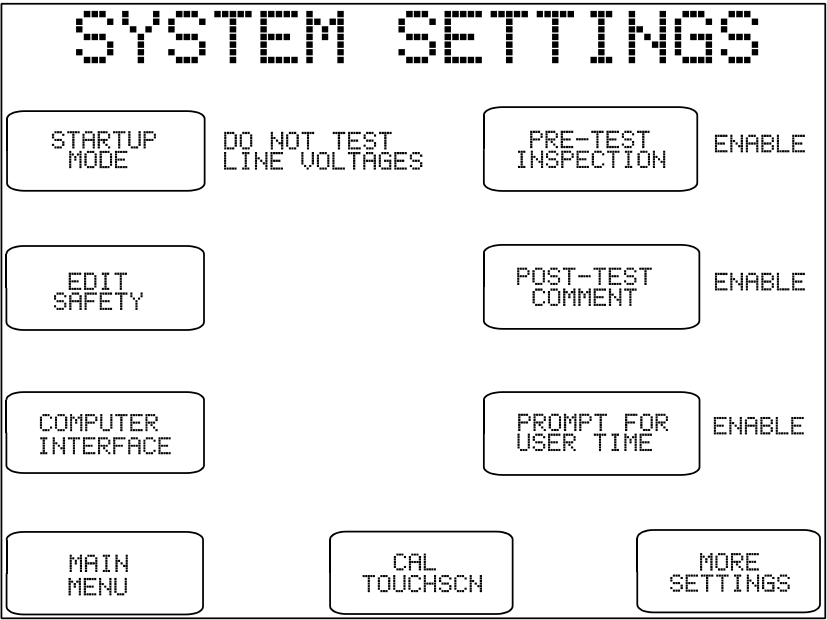 SYSTEM SETTINGS
STARTUP
MODE
DO NOT TEST
LINE VOLTAGES
PRE-TEST
INSPECTION
ENABLE
EDIT
SAFETY
POST-TEST
COMMENT
ENABLE
COMPUTER
INTERFACE
PROMPT FOR
USER TIME
ENABLE
MAIN
MENU
CAL
TOUCHSCN
MORE
SETTINGS